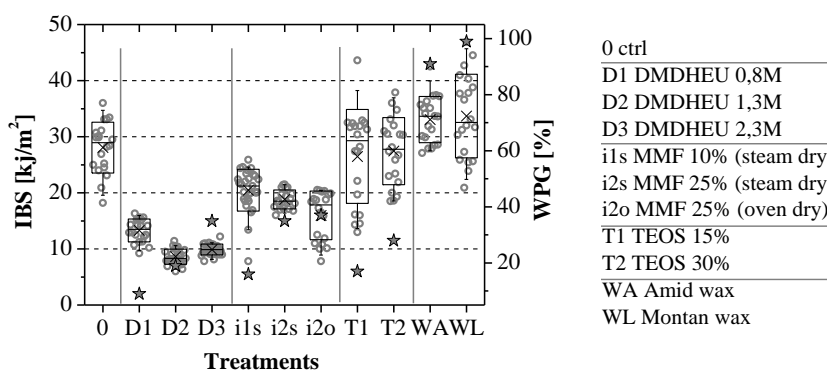 50
40
30
20
10
0
IBS [kj/m²]
100
80
60
40
20
WPG [%]
0 D1 D2 D3 i1s i2s i2o T1 T2 WA WL
Treatments
0 ctrl
D1 DMDHEU 0,8M
D2 DMDHEU 1,3M
D3 DMDHEU 2,3M
i1s MMF 10% (steam dry
i2s MMF 25% (steam dry
i2o MMF 25% (oven dry)
T1 TEOS 15%
T2 TEOS 30%
WA Amid wax
WL Montan wax